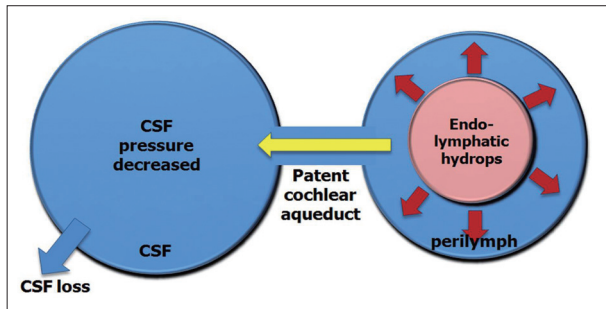 CSF
pressure
decreased
CSF
CSF loss
Patent
cochlear
aqueduct
Endo-
lymphatic
hydrops
perilymph